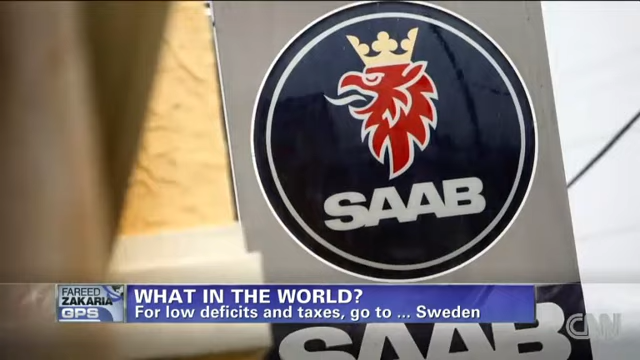 SAAB
FAREED
ZAKARIA
GPS
WHAT IN THE WORLD?
For low deficits and taxes, go to ... Sweden
SAAB
CNN